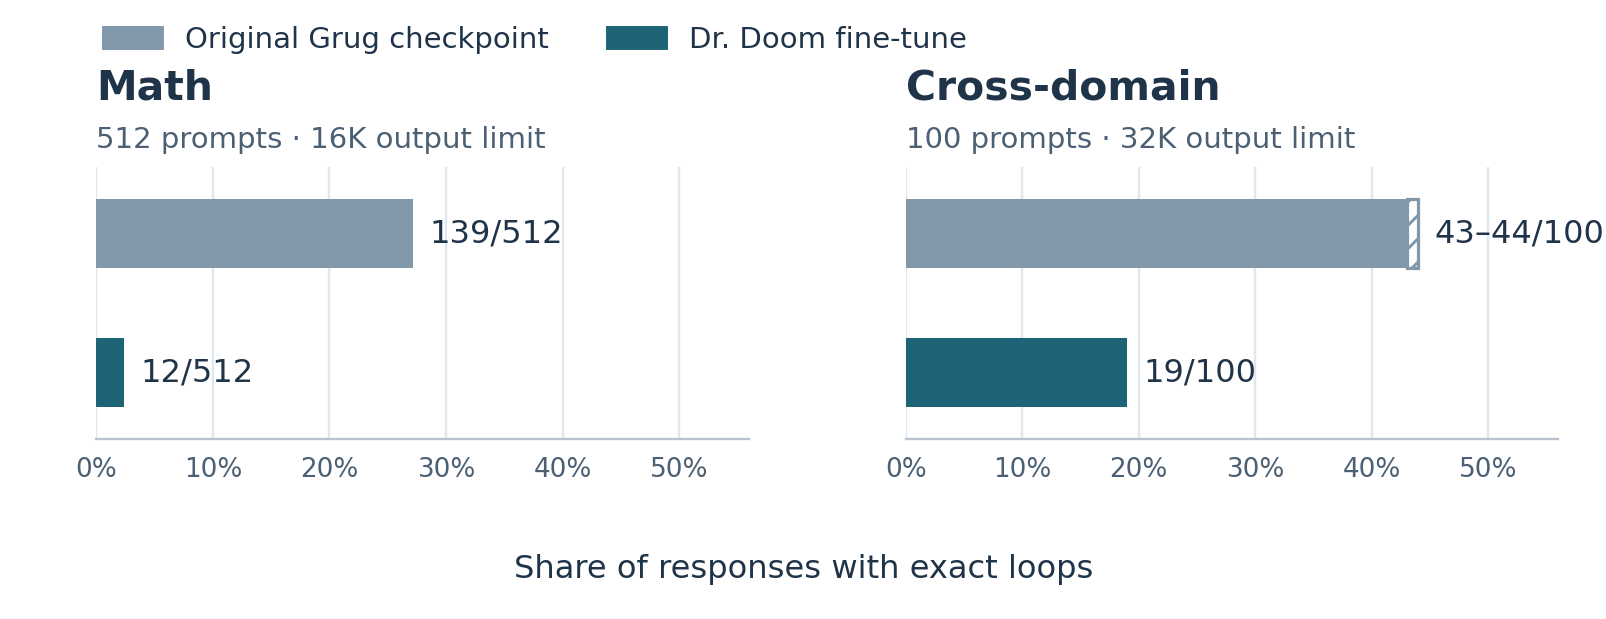 Original Grug checkpoint
Dr. Doom fine-tune
Math
512 prompts · 16K output limit
139/512
12/512
0% 10% 20% 30% 40% 50%
Cross-domain
100 prompts · 32K output limit
43–44/100
19/100
0% 10% 20% 30% 40% 50%
Share of responses with exact loops